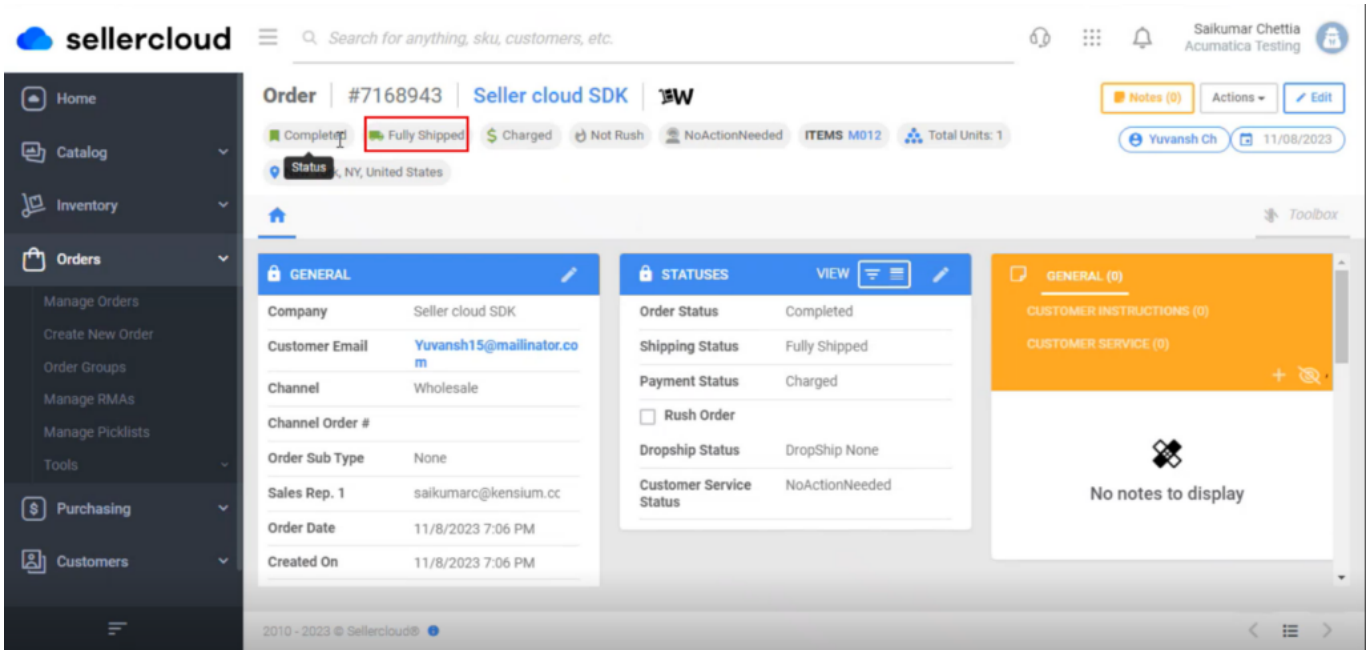 sellercloud
Search for anything, sku, customers, etc.
Saikumar Chettia
Acumatica Testing
Home
Catalog
Inventory
Orders
Manage Orders
Create New Order
Order Groups
Manage RMAs
Manage Picklists
Tools
Purchasing
Customers
Order #7168943 Seller cloud SDK
Notes (0) Actions Edit
Completed Fully Shipped $ Charged Not Rush NoActionNeeded ITEMS M012 Total Units: 1
Yuvansh Ch 11/08/2023
Status , NY, United States
Toolbox
GENERAL
Company Seller cloud SDK
Customer Email Yuvansh15@mailinator.co
m
Channel Wholesale
Channel Order #
Order Sub Type None
Sales Rep. 1 saikumarc@kensium.cc
Order Date 11/8/2023 7:06 PM
Created On 11/8/2023 7:06 PM
STATUSES VIEW
Order Status Completed
Shipping Status Fully Shipped
Payment Status Charged
Rush Order
Dropship Status DropShip None
Customer Service NoActionNeeded
Status
GENERAL (0)
CUSTOMER INSTRUCTIONS (0)
CUSTOMER SERVICE (0)
No notes to display
2010 - 2023 © Sellercloud®